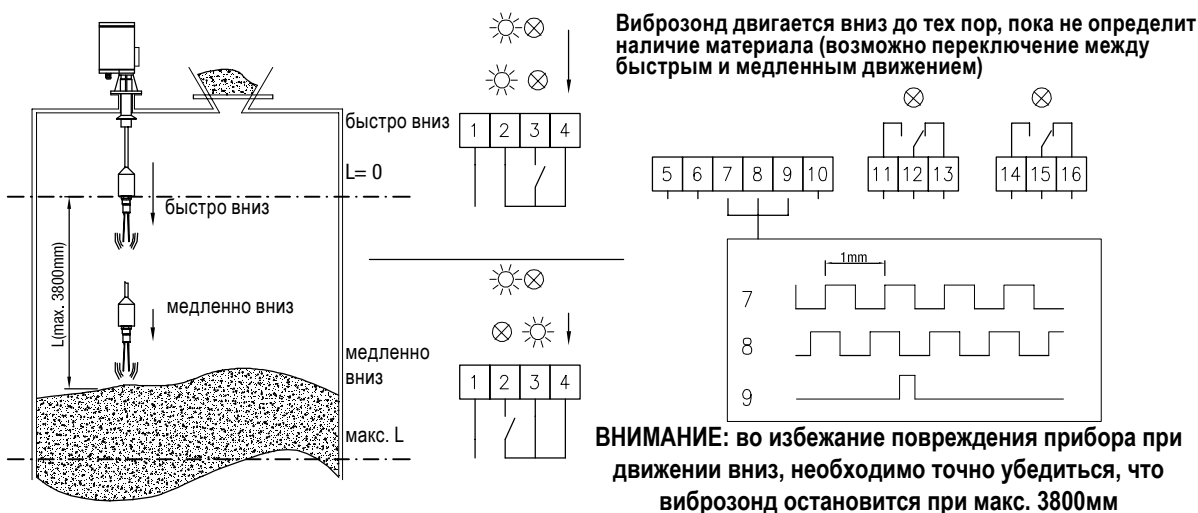 Виброзонд двигается вниз до тех пор, пока не определит
наличие материала (возможно переключение между
быстрым и медленным движением)
быстро вниз
L= 0
быстро вниз
L(max. 3800mm)
медленно вниз
медленно
вниз
макс. L
1 2 3 4
1 2 3 4
5 6 7 8 9 10
11 12 13
14 15 16
1mm
7
8
9
ВНИМАНИЕ: во избежание повреждения прибора при
движении вниз, необходимо точно убедиться, что
виброзонд остановится при макс. 3800мм